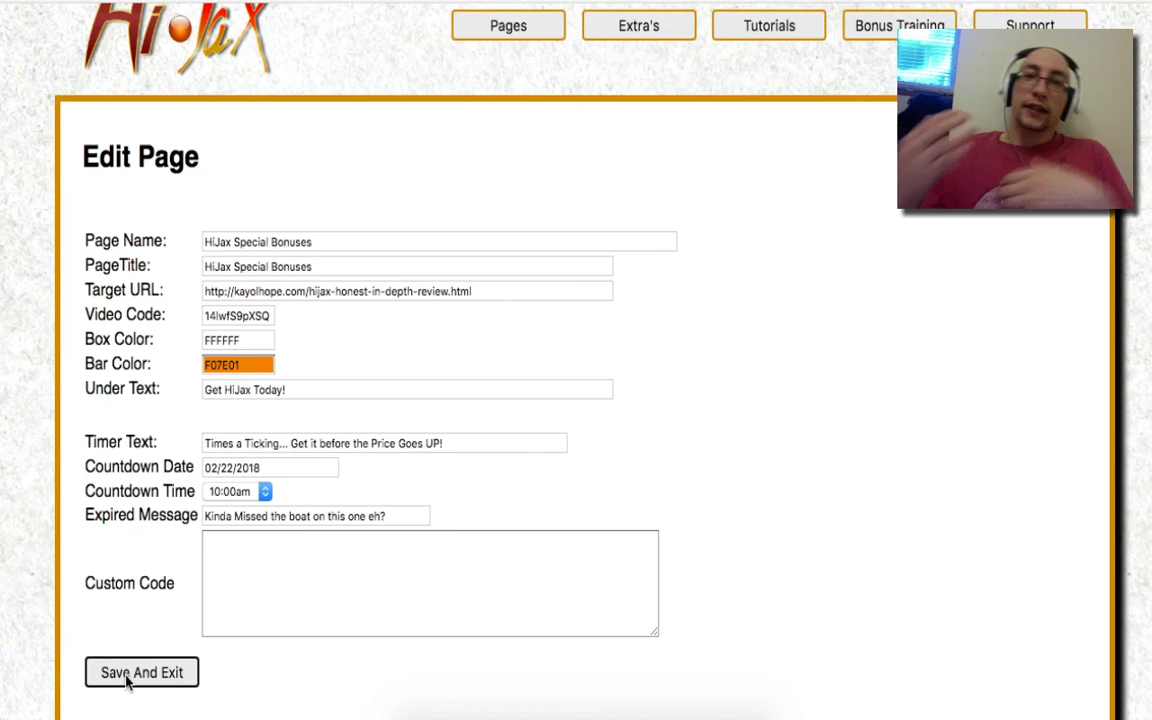 HiJax
Pages
Extra's
Tutorials
Bonus Training
Support
Edit Page
Page Name: HiJax Special Bonuses
PageTitle: HiJax Special Bonuses
Target URL: http://kayolhope.com/hijax-honest-in-depth-review.html
Video Code: 14lwfS9pXSQ
Box Color: FFFFFF
Bar Color: F07E01
Under Text: Get HiJax Today!
Timer Text: Times a Ticking... Get it before the Price Goes UP!
Countdown Date 02/22/2018
Countdown Time 10:00am
Expired Message Kinda Missed the boat on this one eh?
Custom Code
Save And Exit